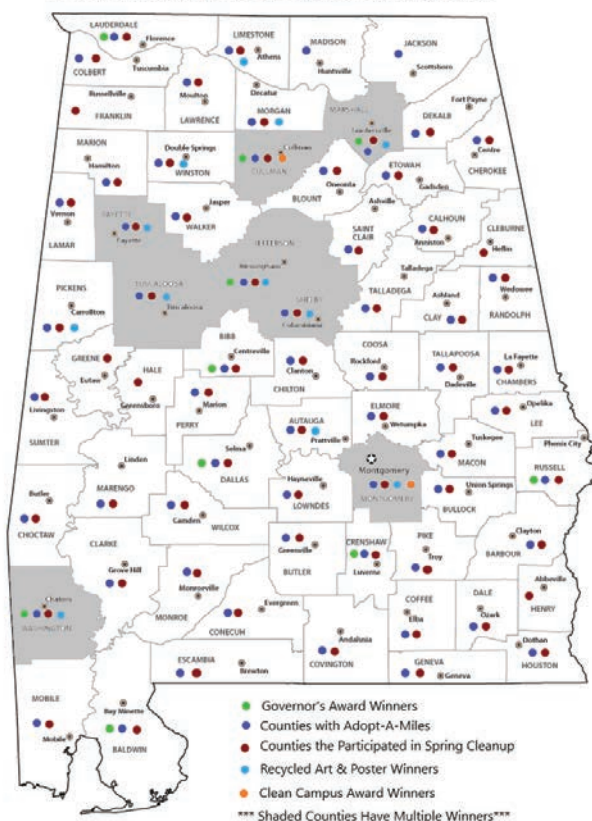 LAUDERDALE
Florence
LIMESTONE
Athens
MADISON
Huntsville
JACKSON
Scottsboro
COLBERT
Tuscumbia
Russellville
FRANKLIN
Moulton
LAWRENCE
Decatur
MORGAN
MARSHALL
Guntersville
Fort Payne
DEKALB
Centre
CHEROKEE
MARION
Hamilton
Double Springs
WINSTON
Cullman
CULLMAN
Oneonta
BLOUNT
ETOWAH
Gadsden
Vernon
LAMAR
FAYETTE
Fayette
Jasper
WALKER
JEFFERSON
Birmingham
Ashville
SAINT
CLAIR
CALHOUN
Anniston
CLEBURNE
Heflin
PICKENS
Carrollton
TUSCALOOSA
Tuscaloosa
SHELBY
Columbiana
Talladega
TALLADEGA
Ashland
CLAY
Wedowee
RANDOLPH
GREENE
Eutaw
HALE
Greensboro
BIBB
Centreville
Clanton
CHILTON
COOSA
Rockford
TALLAPOOSA
Dadeville
La Fayette
CHAMBERS
Livingston
SUMTER
PERRY
Marion
AUTAUGA
Prattville
ELMORE
Wetumpka
Opelika
LEE
Phenix City
Linden
MARENGO
Selma
DALLAS
Hayneville
LOWNDES
Montgomery
MONTGOMERY
Tuskegee
MACON
Union Springs
BULLOCK
RUSSELL
Butler
CHOCTAW
CLARKE
Grove Hill
Camden
WILCOX
Greenville
BUTLER
CRENSHAW
Luverne
PIKE
Troy
Clayton
BARBOUR
Abbeville
HENRY
Chatom
WASHINGTON
Monroeville
MONROE
Evergreen
CONECUH
Andalusia
COVINGTON
COFFEE
Elba
DALE
Ozark
Dothan
HOUSTON
GENEVA
Geneva
ESCAMBIA
Brewton
MOBILE
Mobile
Bay Minette
BALDWIN
Governor's Award Winners
Counties with Adopt-A-Miles
Counties the Participated in Spring Cleanup
Recycled Art & Poster Winners
Clean Campus Award Winners
*** Shaded Counties Have Multiple Winners***